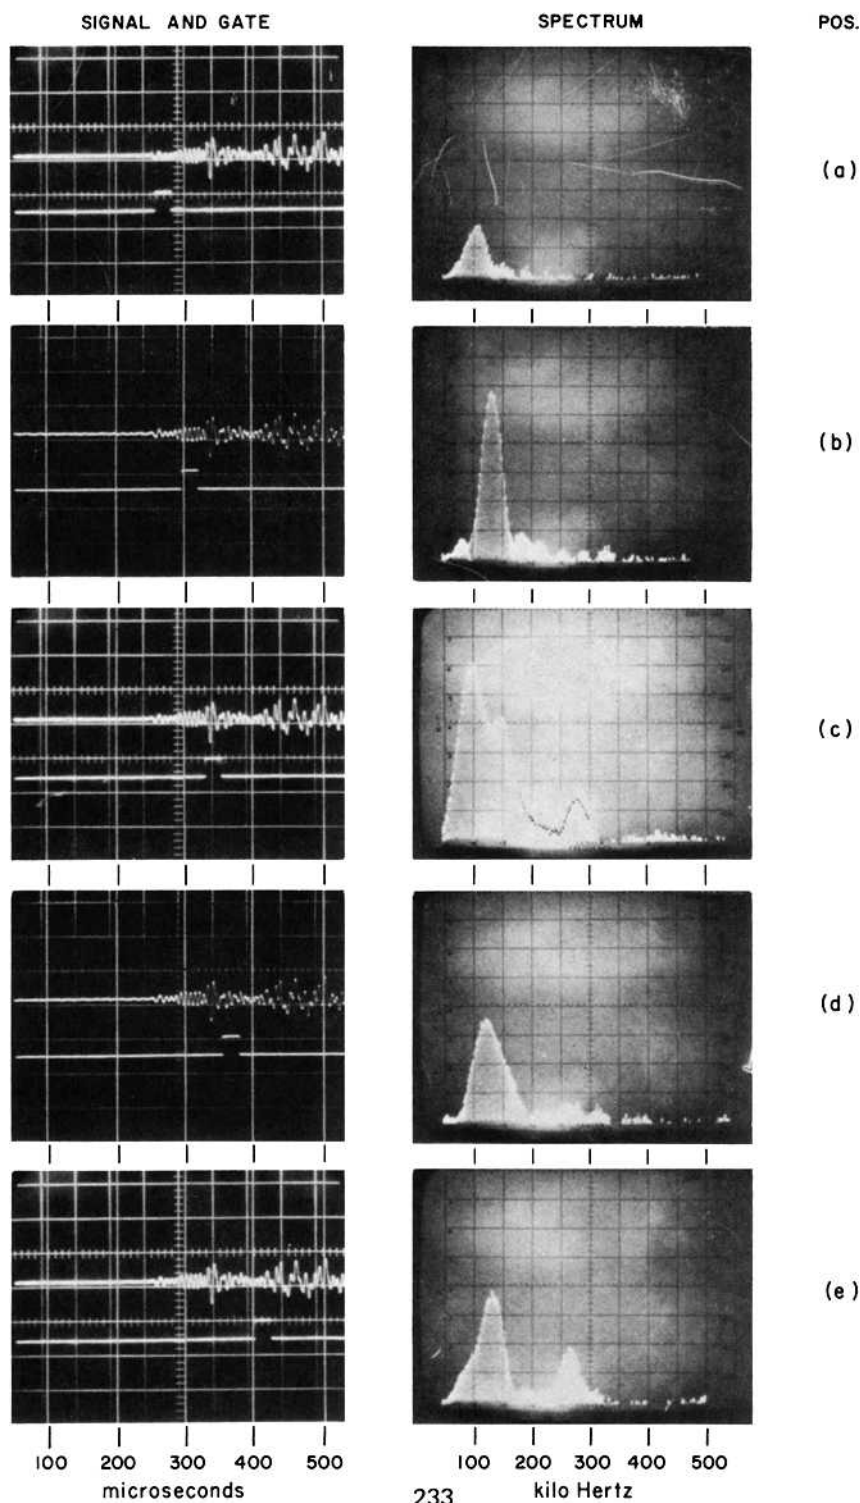 SIGNAL AND GATE SPECTRUM POS.
(a)
(b)
(c)
(d)
(e)
100 200 300 400 500 100 200 300 400 500
microseconds 233 kilo Hertz